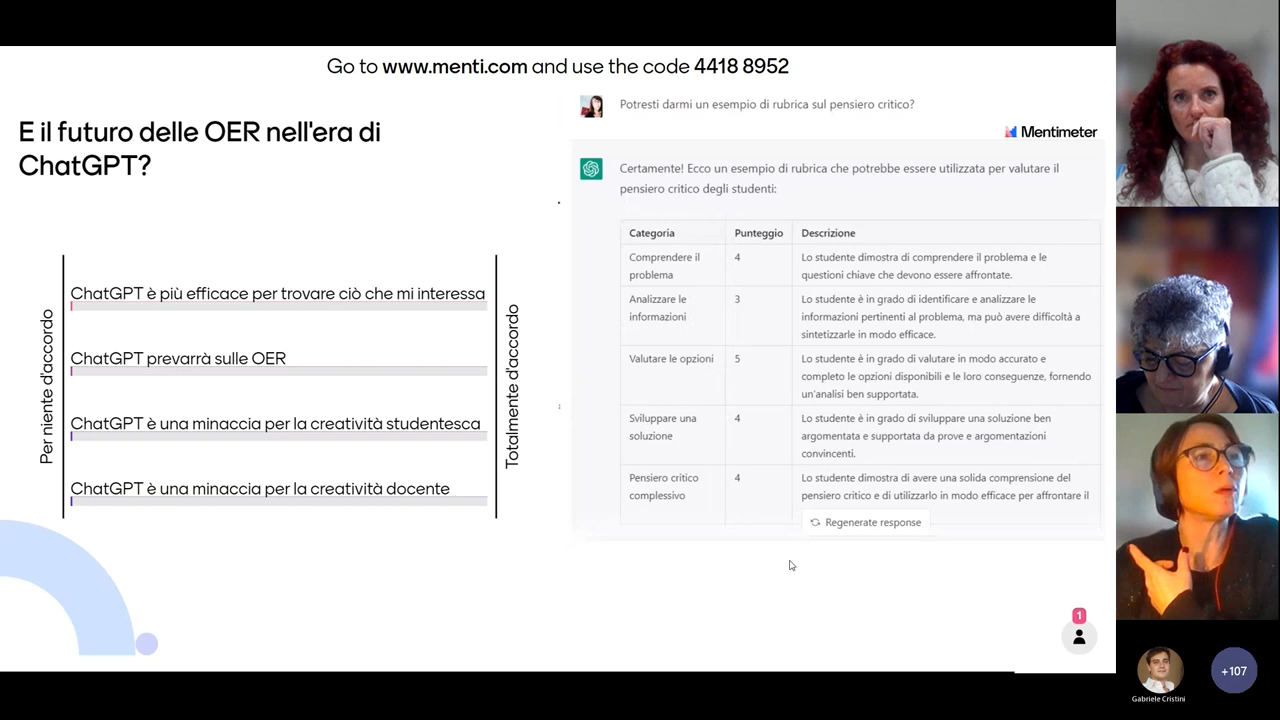 Go to www.menti.com and use the code 4418 8952
E il futuro delle OER nell'era di
ChatGPT?
Per niente d'accordo
ChatGPT è più efficace per trovare ciò che mi interessa
ChatGPT prevarrà sulle OER
ChatGPT è una minaccia per la creatività studentesca
ChatGPT è una minaccia per la creatività docente
Totalmente d'accordo
Potresti darmi un esempio di rubrica sul pensiero critico?
Mentimeter
Certamente! Ecco un esempio di rubrica che potrebbe essere utilizzata per valutare il
pensiero critico degli studenti:
Categoria Punteggio Descrizione
Comprendere il 4 Lo studente dimostra di comprendere il problema e le
problema questioni chiave che devono essere affrontate.
Analizzare le 3 Lo studente è in grado di identificare e analizzare le
informazioni informazioni pertinenti al problema, ma può avere difficoltà a
sintetizzarle in modo efficace.
Valutare le opzioni 5 Lo studente è in grado di valutare in modo accurato e
completo le opzioni disponibili e le loro conseguenze, fornendo
un'analisi ben supportata.
Sviluppare una 4 Lo studente è in grado di sviluppare una soluzione ben
soluzione argomentata e supportata da prove e argomentazioni
convincenti.
Pensiero critico 4 Lo studente dimostra di avere una solida comprensione del
complessivo pensiero critico e di utilizzarlo in modo efficace per affrontare il
Regenerate response
1
Gabriele Cristini
+107